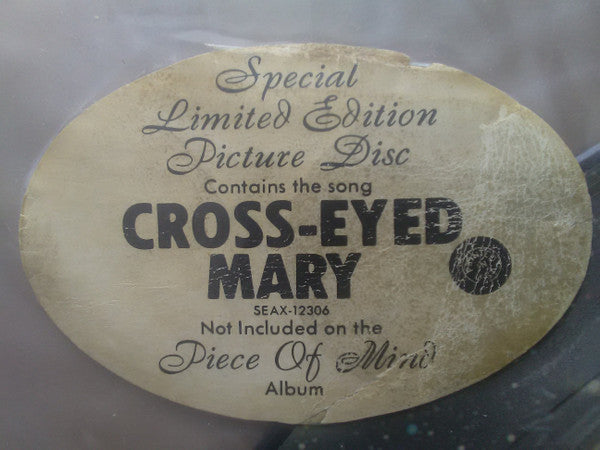 Special
Limited Edition
Picture Disc
Contains the song
CROSS-EYED
MARY
SEAX-12306
Not Included on the
Piece Of Mind
Album